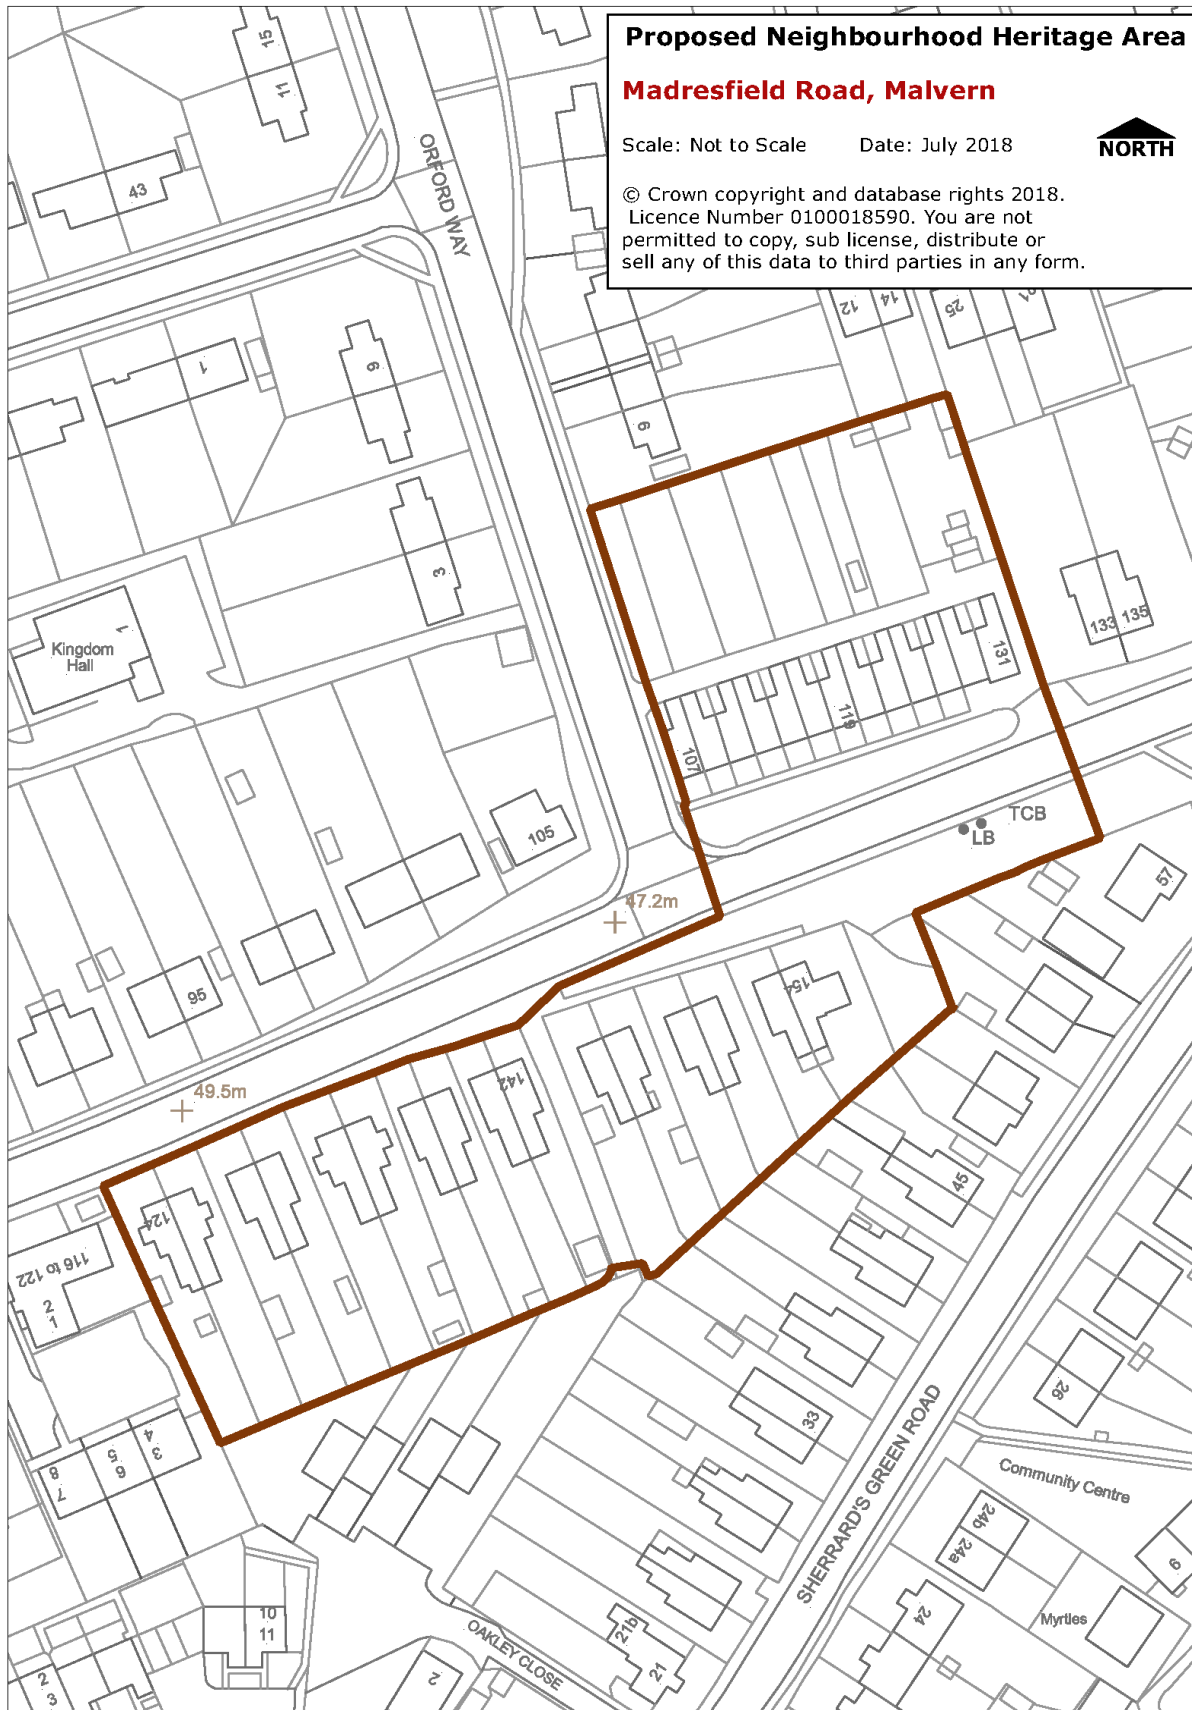 Proposed Neighbourhood Heritage Area
Madresfield Road, Malvern
Scale: Not to Scale Date: July 2018
NORTH
© Crown copyright and database rights 2018.
Licence Number 0100018590. You are not
permitted to copy, sub license, distribute or
sell any of this data to third parties in any form.
15
11
43
ORFORD WAY
12
14
25
1
9
9
3
Kingdom
Hall
1
133
135
131
119
107
105
TCB
LB
57
47.2m
95
154
49.5m
142
45
124
116 to 122
2
1
26
33
SHERRARD'S GREEN ROAD
4
3
5
6
8
7
Community Centre
24b
24a
9
24
Myrtles
10
11
21b
21
OAKLEY CLOSE
2
2
3